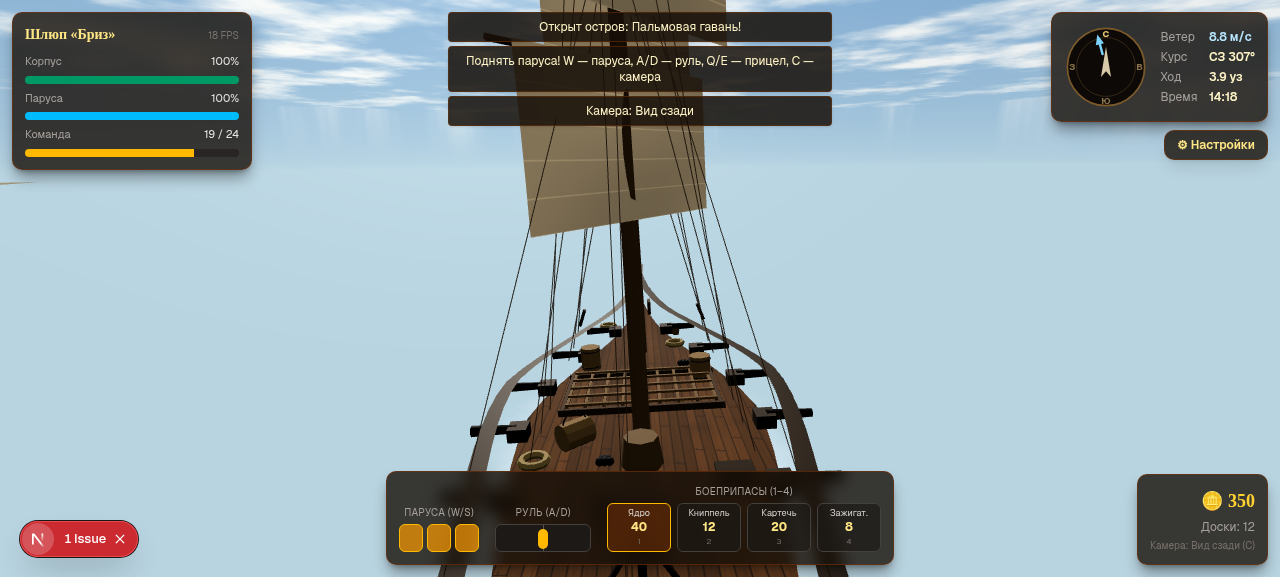 Шлюп «Бриз»
18 FPS
Корпус
100%
Паруса
100%
Команда
19 / 24
Открыт остров: Пальмовая гавань!
Поднять паруса! W — паруса, A/D — руль, Q/E — прицел, C —
камера
Камера: Вид сзади
С
З
В
Ю
Ветер 8.8 м/с
Курс СЗ 307°
Ход 3.9 уз
Время 14:18
⚙ Настройки
ПАРУСА (W/S)
РУЛЬ (A/D)
БОЕПРИПАСЫ (1–4)
Ядро
40
1
Книппель
12
2
Картечь
20
3
Зажигат.
8
4
N 1 Issue ×
350
Доски: 12
Камера: Вид сзади (C)